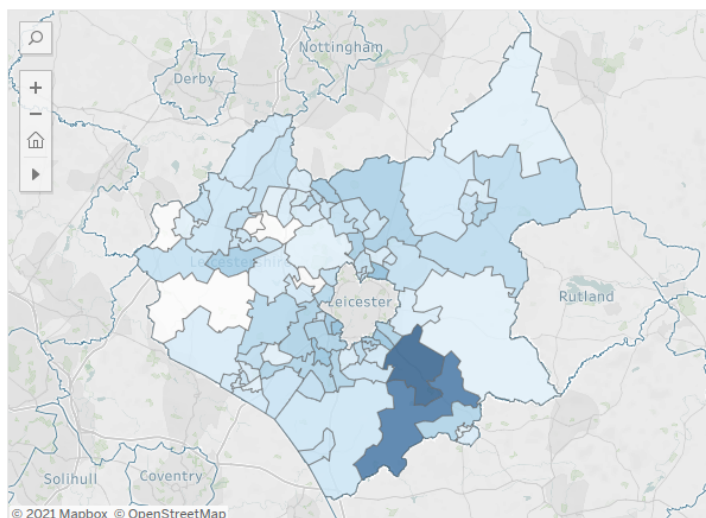 Nottingham
Derby
Leicestershire
Leicester
Rutland
Solihull
Coventry
© 2021 Mapbox © OpenStreetMap